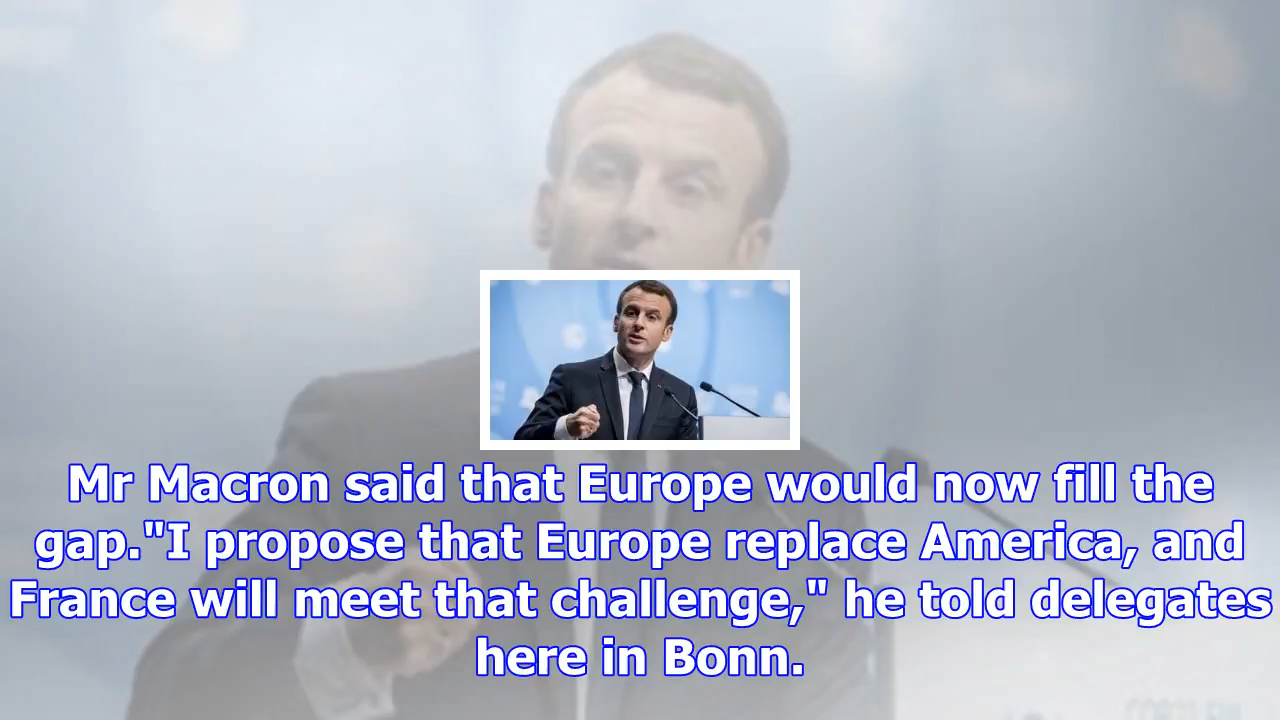 Mr Macron said that Europe would now fill the
gap."I propose that Europe replace America, and
France will meet that challenge," he told delegates
here in Bonn.